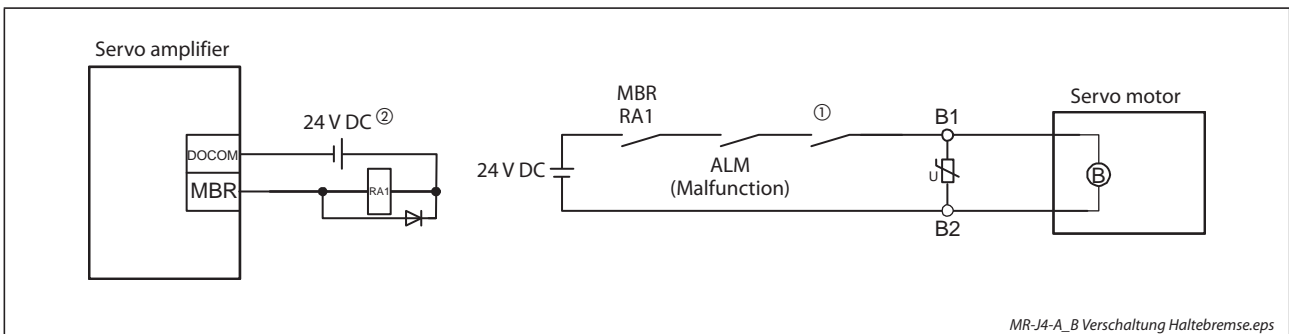 Servo amplifier
DOCOM
MBR
24 V DC ②
RA1
24 V DC
MBR
RA1
ALM
(Malfunction)
①
B1
U
B2
Servo motor
B
MR-J4-A_B Verschaltung Haltebremse.eps